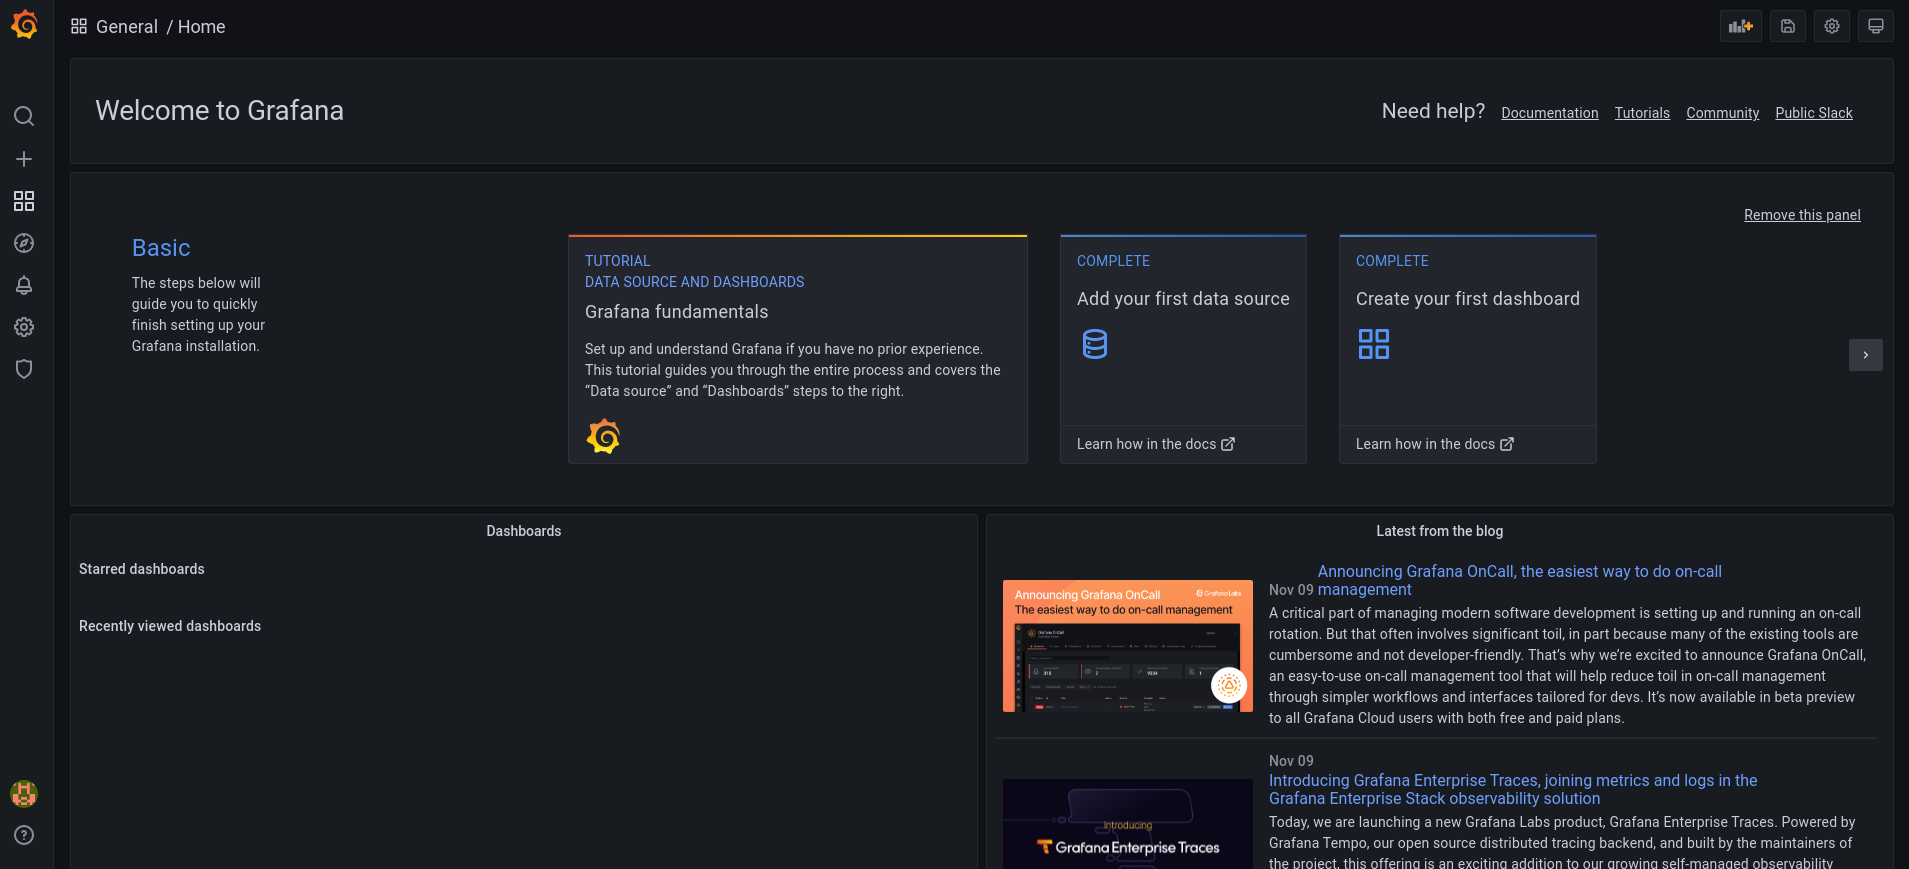 General / Home
Welcome to Grafana
Need help? Documentation Tutorials Community Public Slack
Remove this panel
Basic
The steps below will
guide you to quickly
finish setting up your
Grafana installation.
TUTORIAL
DATA SOURCE AND DASHBOARDS
Grafana fundamentals
Set up and understand Grafana if you have no prior experience.
This tutorial guides you through the entire process and covers the
“Data source” and “Dashboards” steps to the right.
COMPLETE
Add your first data source
Learn how in the docs
COMPLETE
Create your first dashboard
Learn how in the docs
Dashboards
Starred dashboards
Recently viewed dashboards
Latest from the blog
Announcing Grafana OnCall
GrafanaLabs
The easiest way to do on-call management
Nov 09
Announcing Grafana OnCall, the easiest way to do on-call
management
A critical part of managing modern software development is setting up and running an on-call
rotation. But that often involves significant toil, in part because many of the existing tools are
cumbersome and not developer-friendly. That’s why we’re excited to announce Grafana OnCall,
an easy-to-use on-call management tool that will help reduce toil in on-call management
through simpler workflows and interfaces tailored for devs. It’s now available in beta preview
to all Grafana Cloud users with both free and paid plans.
Introducing
Grafana Enterprise Traces
Nov 09
Introducing Grafana Enterprise Traces, joining metrics and logs in the
Grafana Enterprise Stack observability solution
Today, we are launching a new Grafana Labs product, Grafana Enterprise Traces. Powered by
Grafana Tempo, our open source distributed tracing backend, and built by the maintainers of
the project, this offering is an exciting addition to our growing self-managed observability